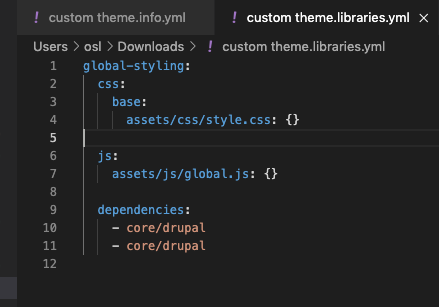 ! custom theme.info.yml
! custom theme.libraries.yml ×
Users > osl > Downloads > ! custom theme.libraries.yml
1 global-styling:
2   css:
3     base:
4       assets/css/style.css: {}
5
6   js:
7     assets/js/global.js: {}
8
9   dependencies:
10     - core/drupal
11     - core/drupal
12